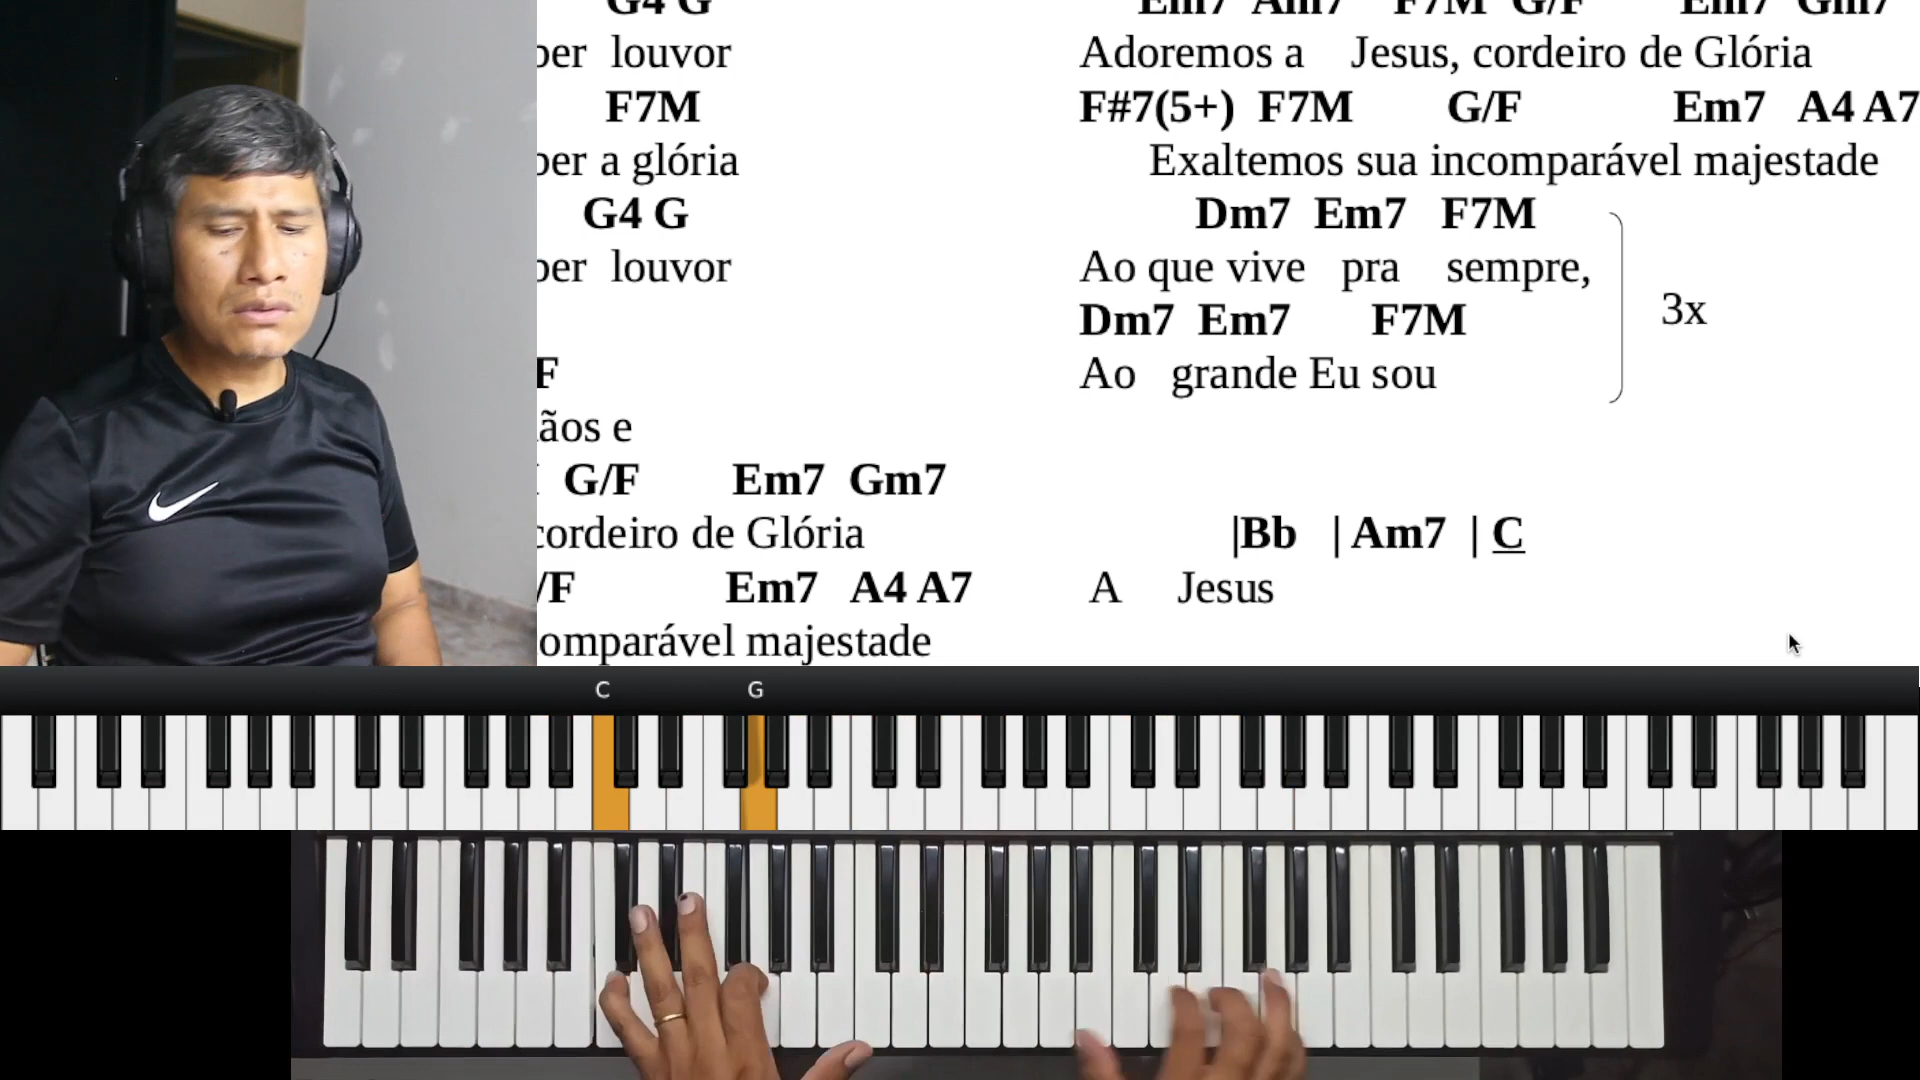 G4 G
ber louvor
F7M
ber a glória
G4 G
ber louvor
F
ãos e
G/F Em7 Gm7
cordeiro de Glória
/F Em7 A4 A7
omparável majestade
Em7 Am7 F7M G/F Em7 Gm7
Adoremos a Jesus, cordeiro de Glória
F#7(5+) F7M G/F Em7 A4 A7
Exaltemos sua incomparável majestade
Dm7 Em7 F7M
Ao que vive pra sempre,
Dm7 Em7 F7M
Ao grande Eu sou
3x
|Bb | Am7 | C
A Jesus
C G